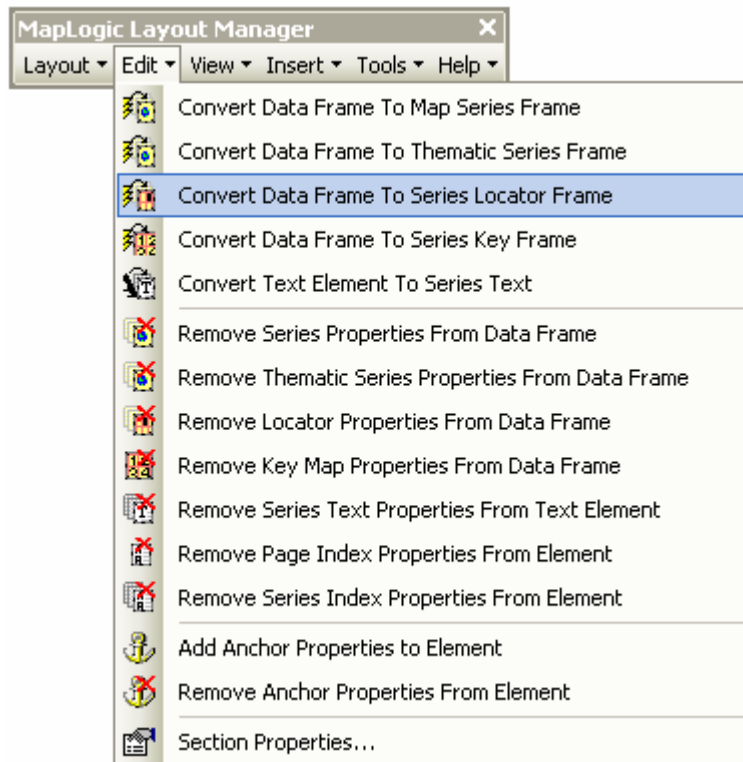 MapLogic Layout Manager
Layout Edit View Insert Tools Help
Convert Data Frame To Map Series Frame
Convert Data Frame To Thematic Series Frame
Convert Data Frame To Series Locator Frame
Convert Data Frame To Series Key Frame
Convert Text Element To Series Text
Remove Series Properties From Data Frame
Remove Thematic Series Properties From Data Frame
Remove Locator Properties From Data Frame
Remove Key Map Properties From Data Frame
Remove Series Text Properties From Text Element
Remove Page Index Properties From Element
Remove Series Index Properties From Element
Add Anchor Properties to Element
Remove Anchor Properties From Element
Section Properties...